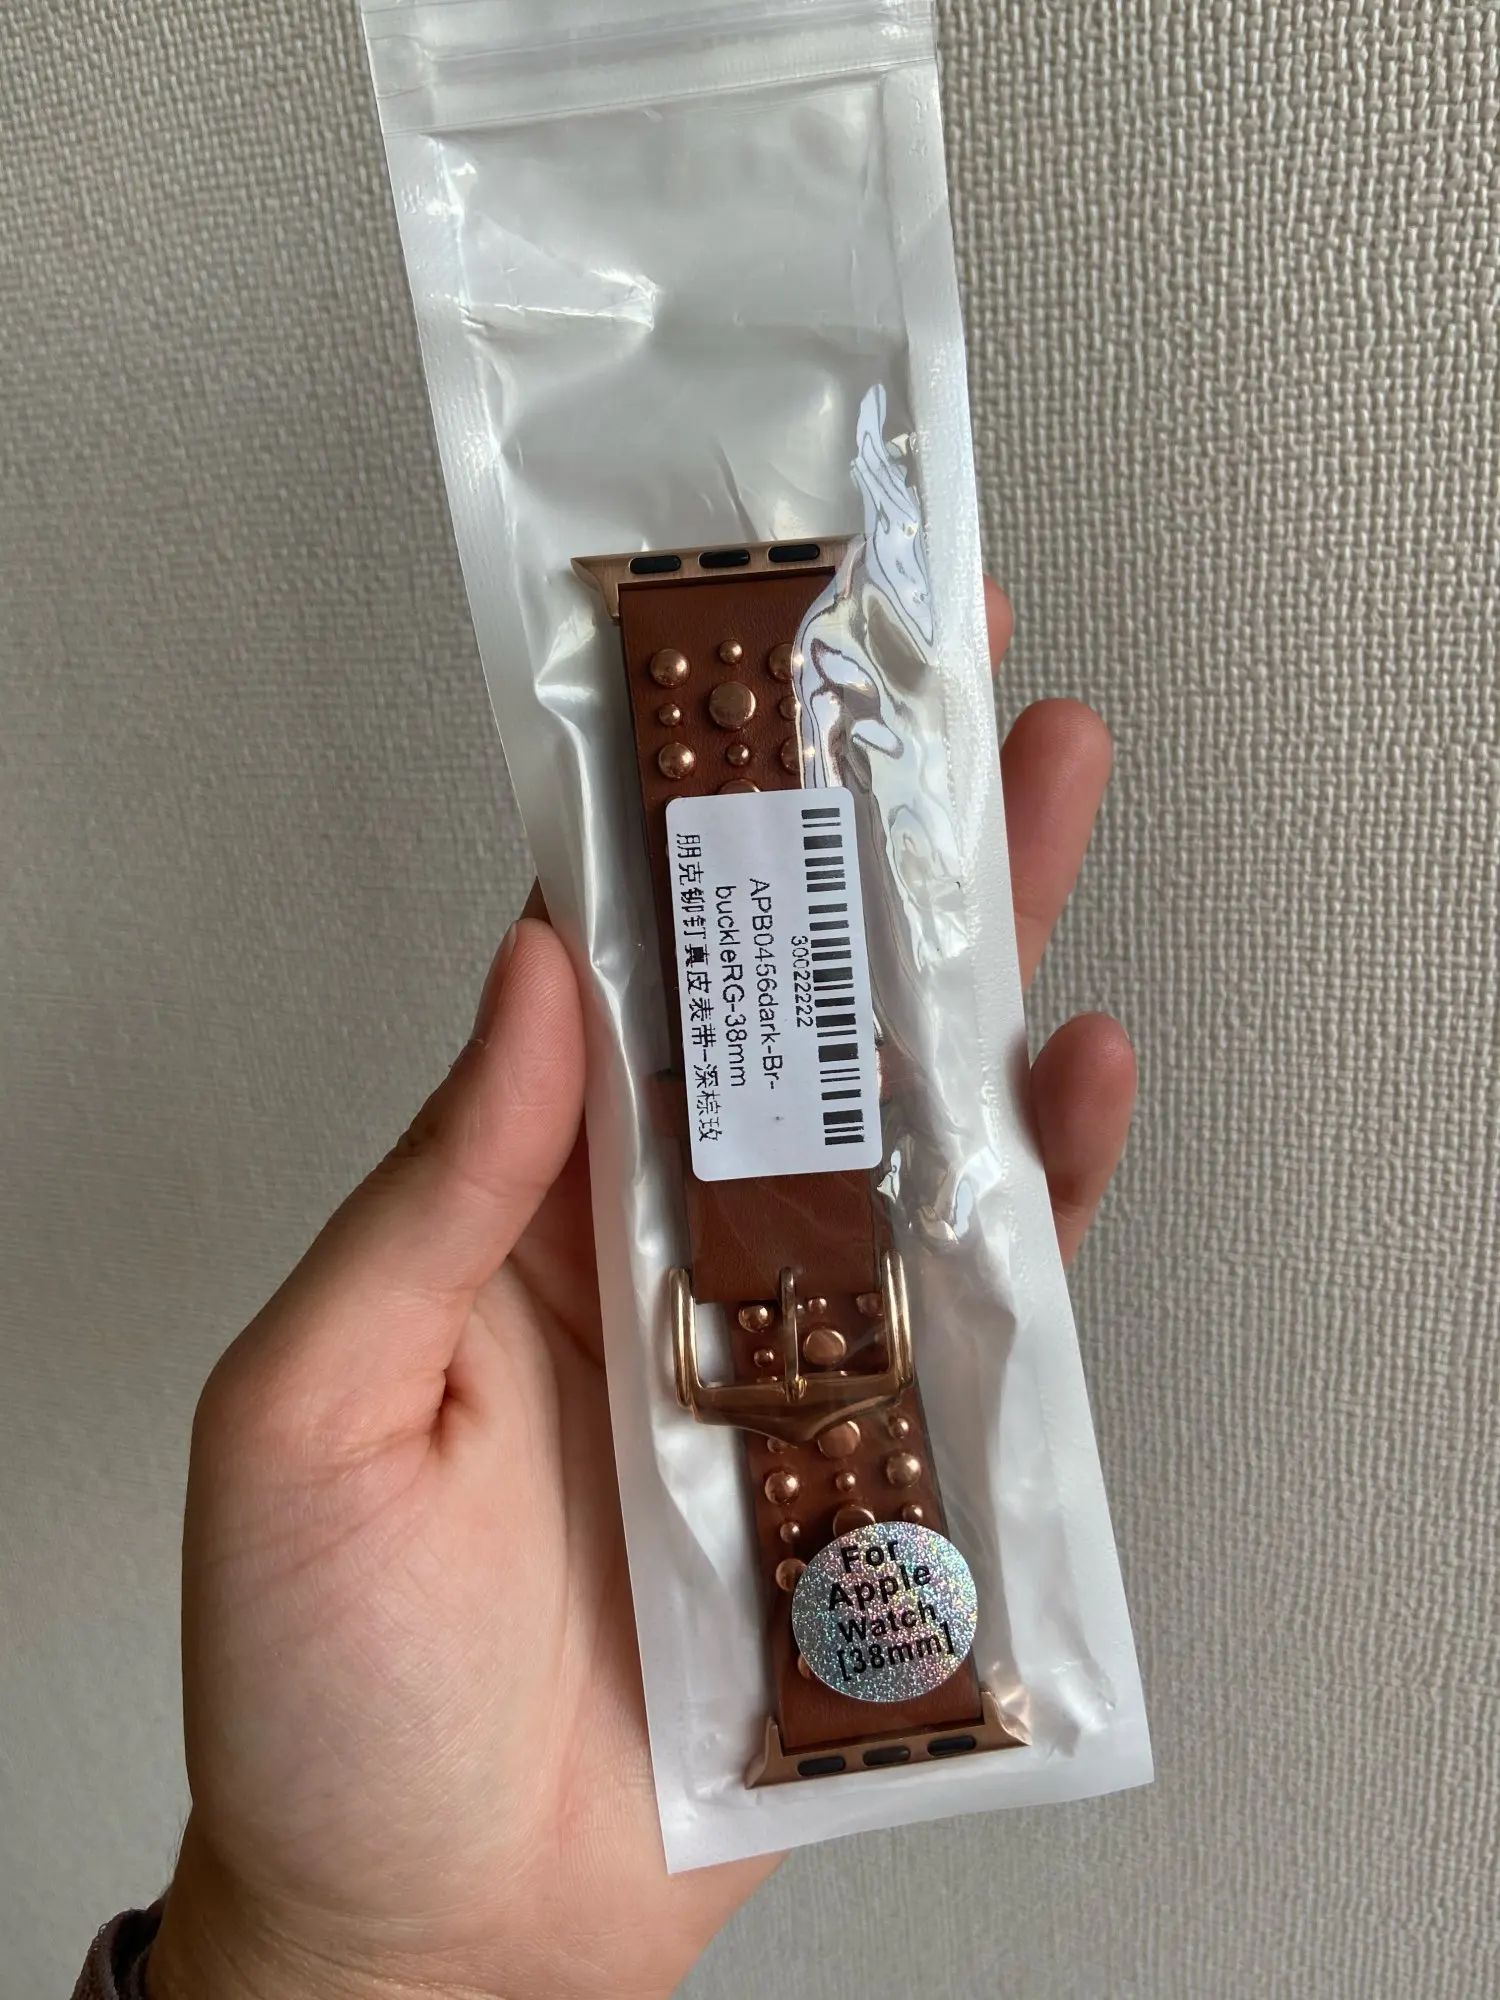 30022222
APB0456dark-Br-
buckleRG-38mm
朋克铆钉真皮表带-深棕玫
For
Apple
Watch
[38mm]